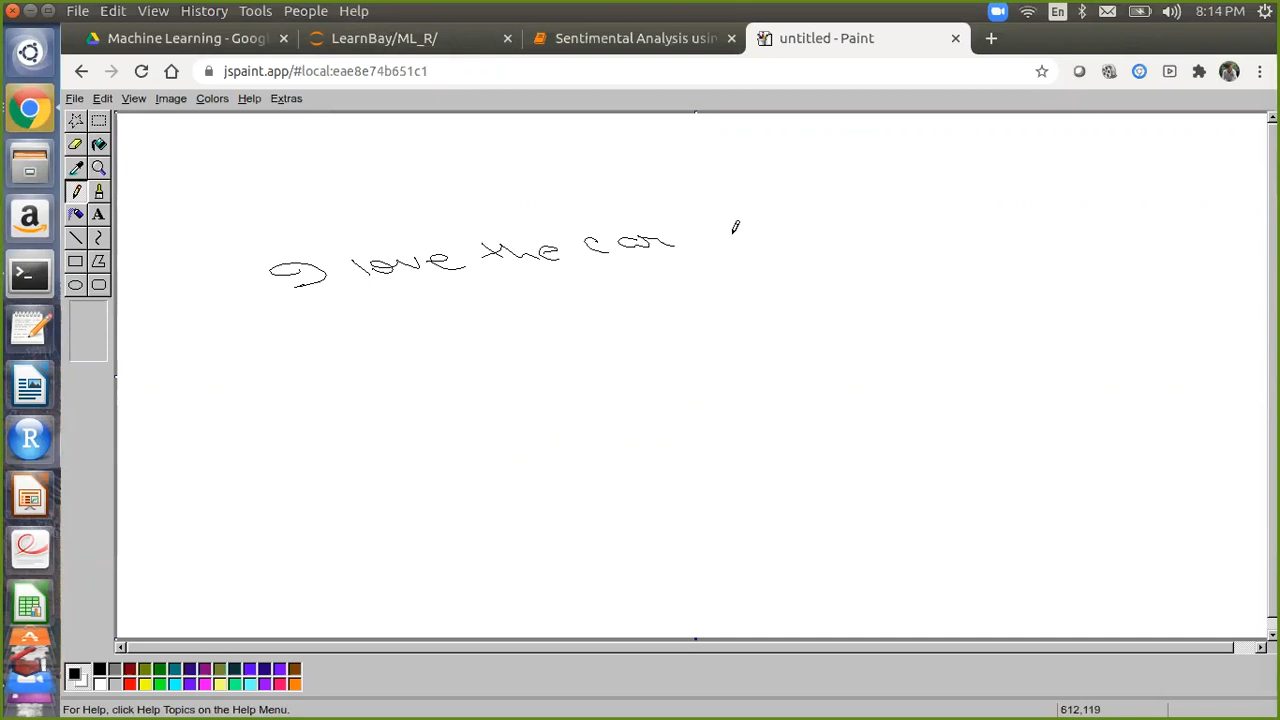 File Edit View History Tools People Help En 8:14 PM
Machine Learning - Googl LearnBay/ML_R/ Sentimental Analysis usin untitled - Paint
jspaint.app/#local:eae8e74b651c1
File Edit View Image Colors Help Extras
I love the car
For Help, click Help Topics on the Help Menu. 612,119